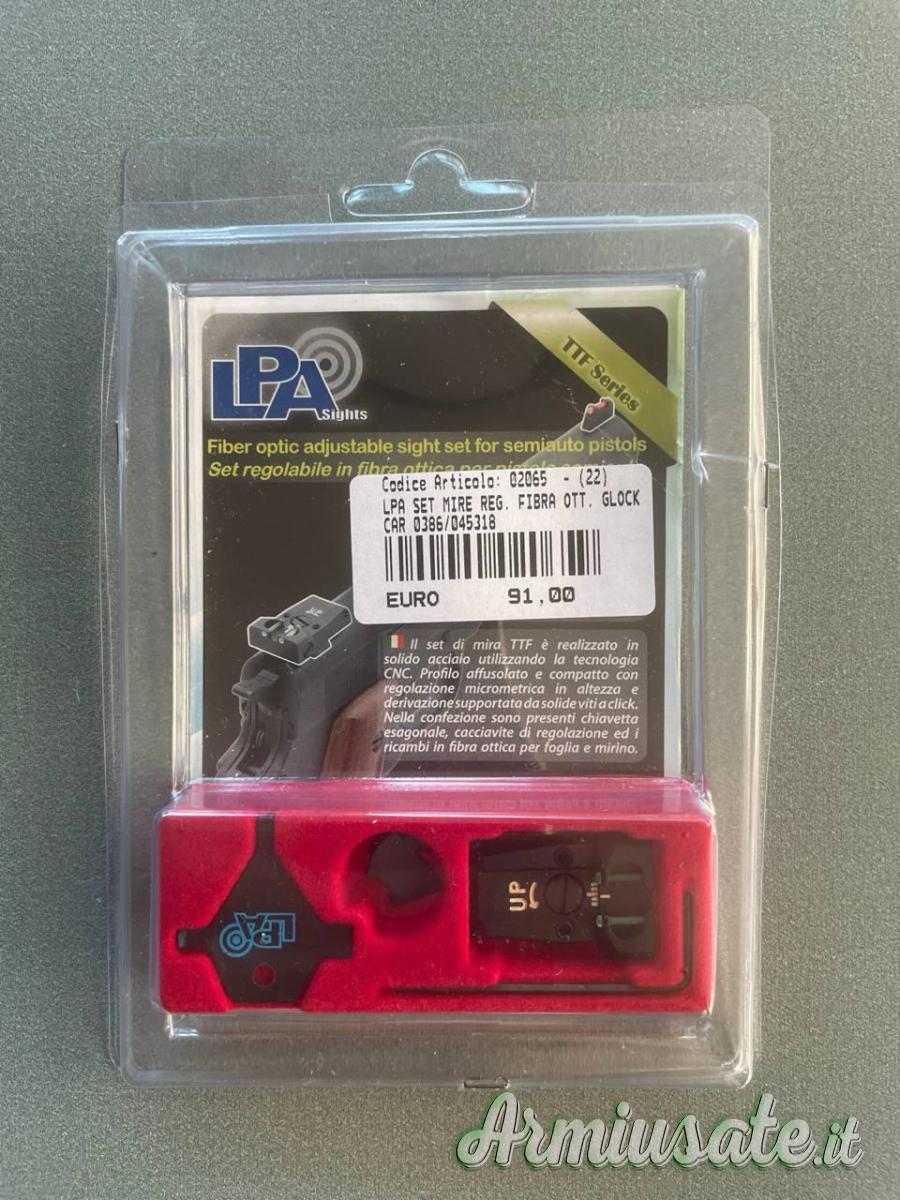 LPA
Sights
TTF Series
Fiber optic adjustable sight set for semiauto pistols
Set regolabile in fibra ottica per
Codice Articolo: 02065 - (22)
LPA SET MIRE REG. FIBRA OTT. GLOCK
CAR 0386/045318
EURO 91,00
Il set di mira TTF è realizzato in
solido acciaio utilizzando la tecnologia
CNC. Profilo affusolato e compatto con
regolazione micrometrica in altezza e
derivazione supportata da solide viti a click.
Nella confezione sono presenti chiavetta
esagonale, cacciavite di regolazione ed i
ricambi in fibra ottica per foglia e mirino.
LPA
UP
Armiusate.it